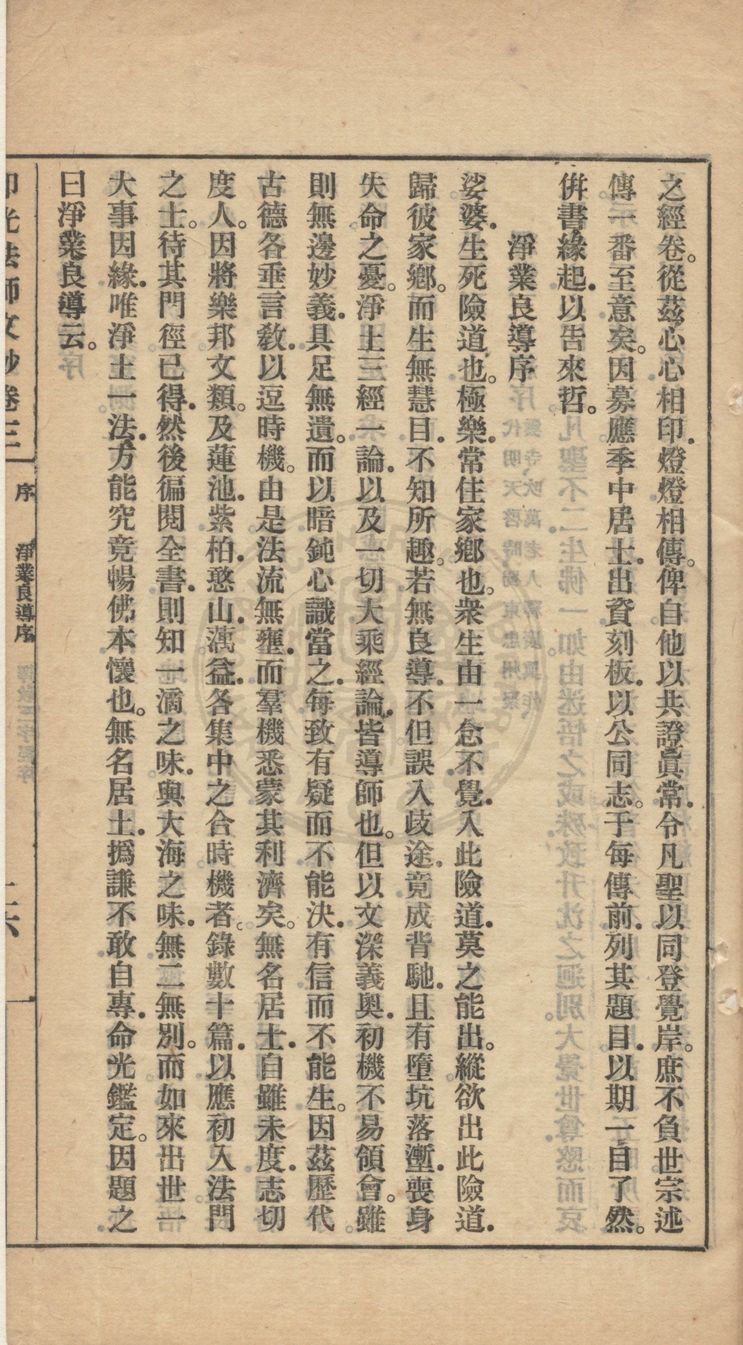 之經卷。從茲心心相印.燈燈相傳。俾自他以共證眞常.令凡聖以同登覺岸。庶不負世宗述
傳一番至意矣。因募應季中居士.出資刻板.以公同志。于每傳前.列其題目.以期一目了然。
倂書緣起.以告來哲。
淨業良導序
娑婆.生死險道也。極樂.常住家鄉也。衆生由一念不覺.入此險道.莫之能出。縱欲出此險道.
歸彼家鄉。而生無慧目.不知所趣。若無良導.不但誤入歧途.竟成背馳.且有墮坑落塹.喪身
失命之憂。淨土三經一論.以及一切大乘經論.皆導師也。但以文深義奧.初機不易領會。雖
則無邊妙義.具足無遺。而以暗鈍心識當之.每致有疑而不能決.有信而不能生。因茲歷代
古德各垂言敎.以逗時機。由是法流無壅.而羣機悉蒙其利濟矣。無名居士.自雖未度.志切
度人。因將樂邦文類。及蓮池.紫柏.憨山.蕅益.各集中之合時機者。錄數十篇.以應初入法門
之士。待其門徑已得.然後徧閱全書.則知一滴之味.與大海之味.無二無別。而如來出世一
大事因緣.唯淨土一法.方能究竟暢佛本懷也。無名居士.撝謙不敢自專.命光鑑定。因題之
曰淨業良導云。
印光法師文鈔卷三 序 淨業良導序 二六